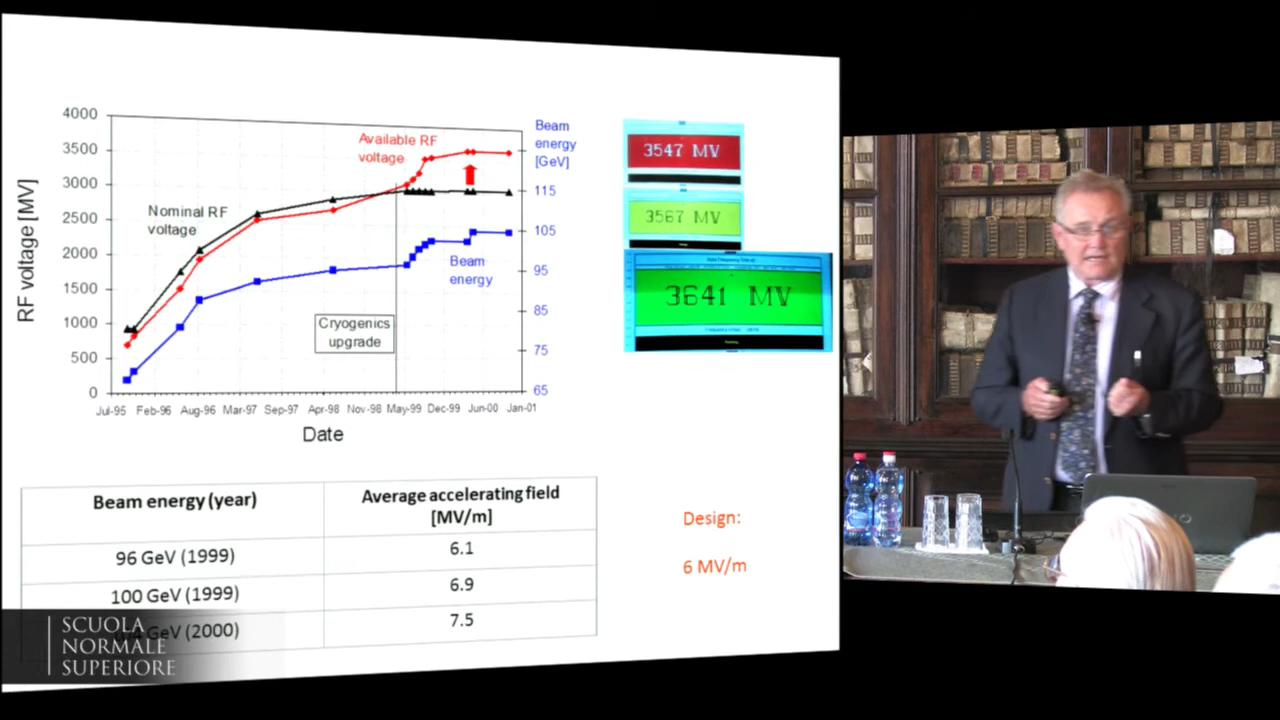 4000
3500
3000
2500
2000
1500
1000
500
0
RF voltage [MV]
Available RF
voltage
Nominal RF
voltage
Beam
energy
Cryogenics
upgrade
Beam
energy
[GeV]
115
105
95
85
75
65
Jul-95 Feb-96 Aug-96 Mar-97 Sep-97 Apr-98 Nov-98 May-99 Dec-99 Jun-00 Jan-01
Date
3547 MV
3567 MV
3641 MV
Beam energy (year) Average accelerating field
[MV/m]
96 GeV (1999) 6.1
100 GeV (1999) 6.9
GeV (2000) 7.5
Design:
6 MV/m
SCUOLA
NORMALE
SUPERIORE